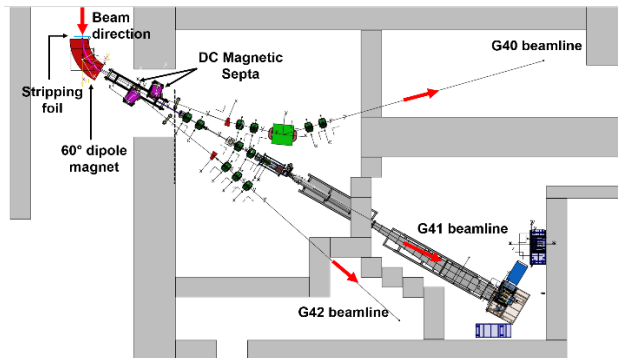 Beam
direction
DC Magnetic
Septa
G40 beamline
Stripping
foil
60° dipole
magnet
G41 beamline
G42 beamline